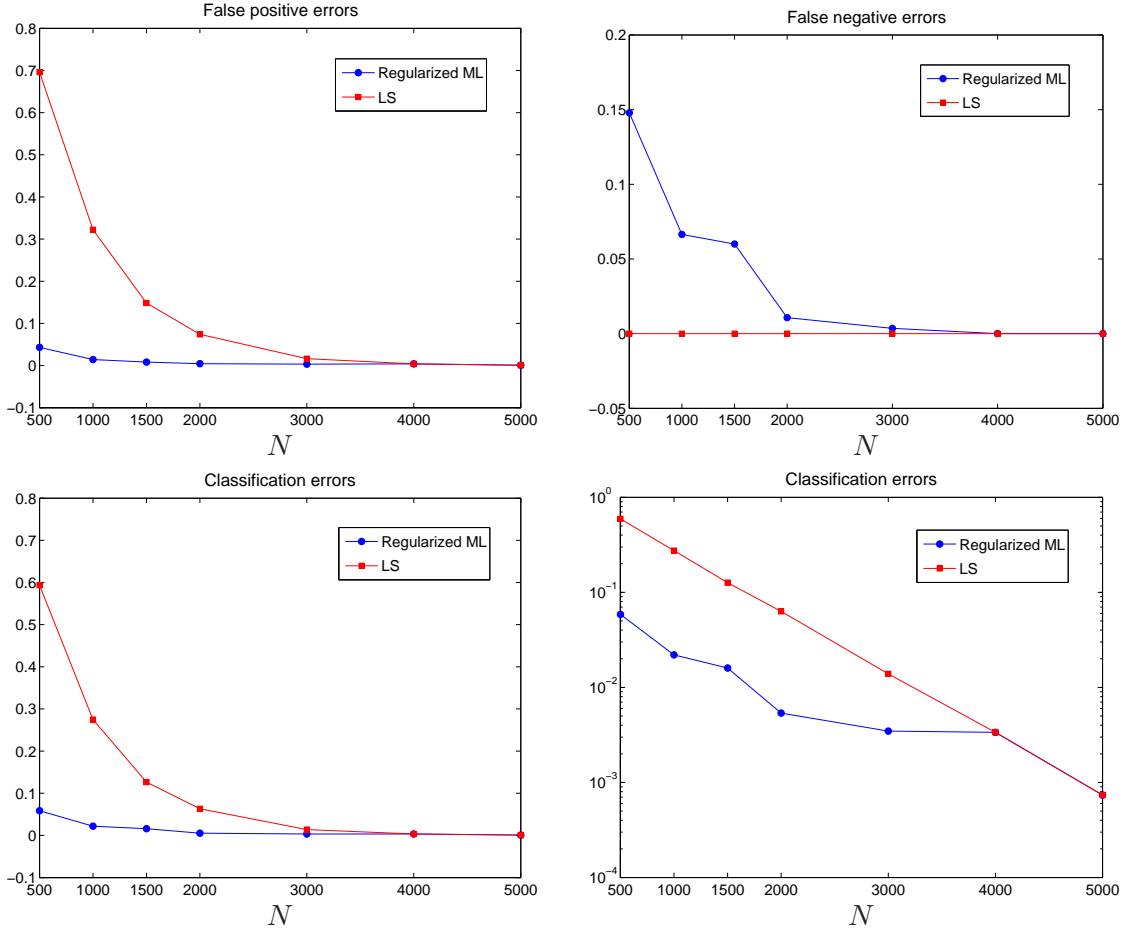 False positive errors
0.8
0.7
0.6
0.5
0.4
0.3
0.2
0.1
0
−0.1
500 1000 1500 2000 3000 4000 5000
N
Regularized ML
LS
False negative errors
0.2
0.15
0.1
0.05
0
−0.05
500 1000 1500 2000 3000 4000 5000
N
Regularized ML
LS
Classification errors
0.8
0.7
0.6
0.5
0.4
0.3
0.2
0.1
0
−0.1
500 1000 1500 2000 3000 4000 5000
N
Regularized ML
LS
Classification errors
10^0
10^−1
10^−2
10^−3
10^−4
500 1000 1500 2000 3000 4000 5000
N
Regularized ML
LS